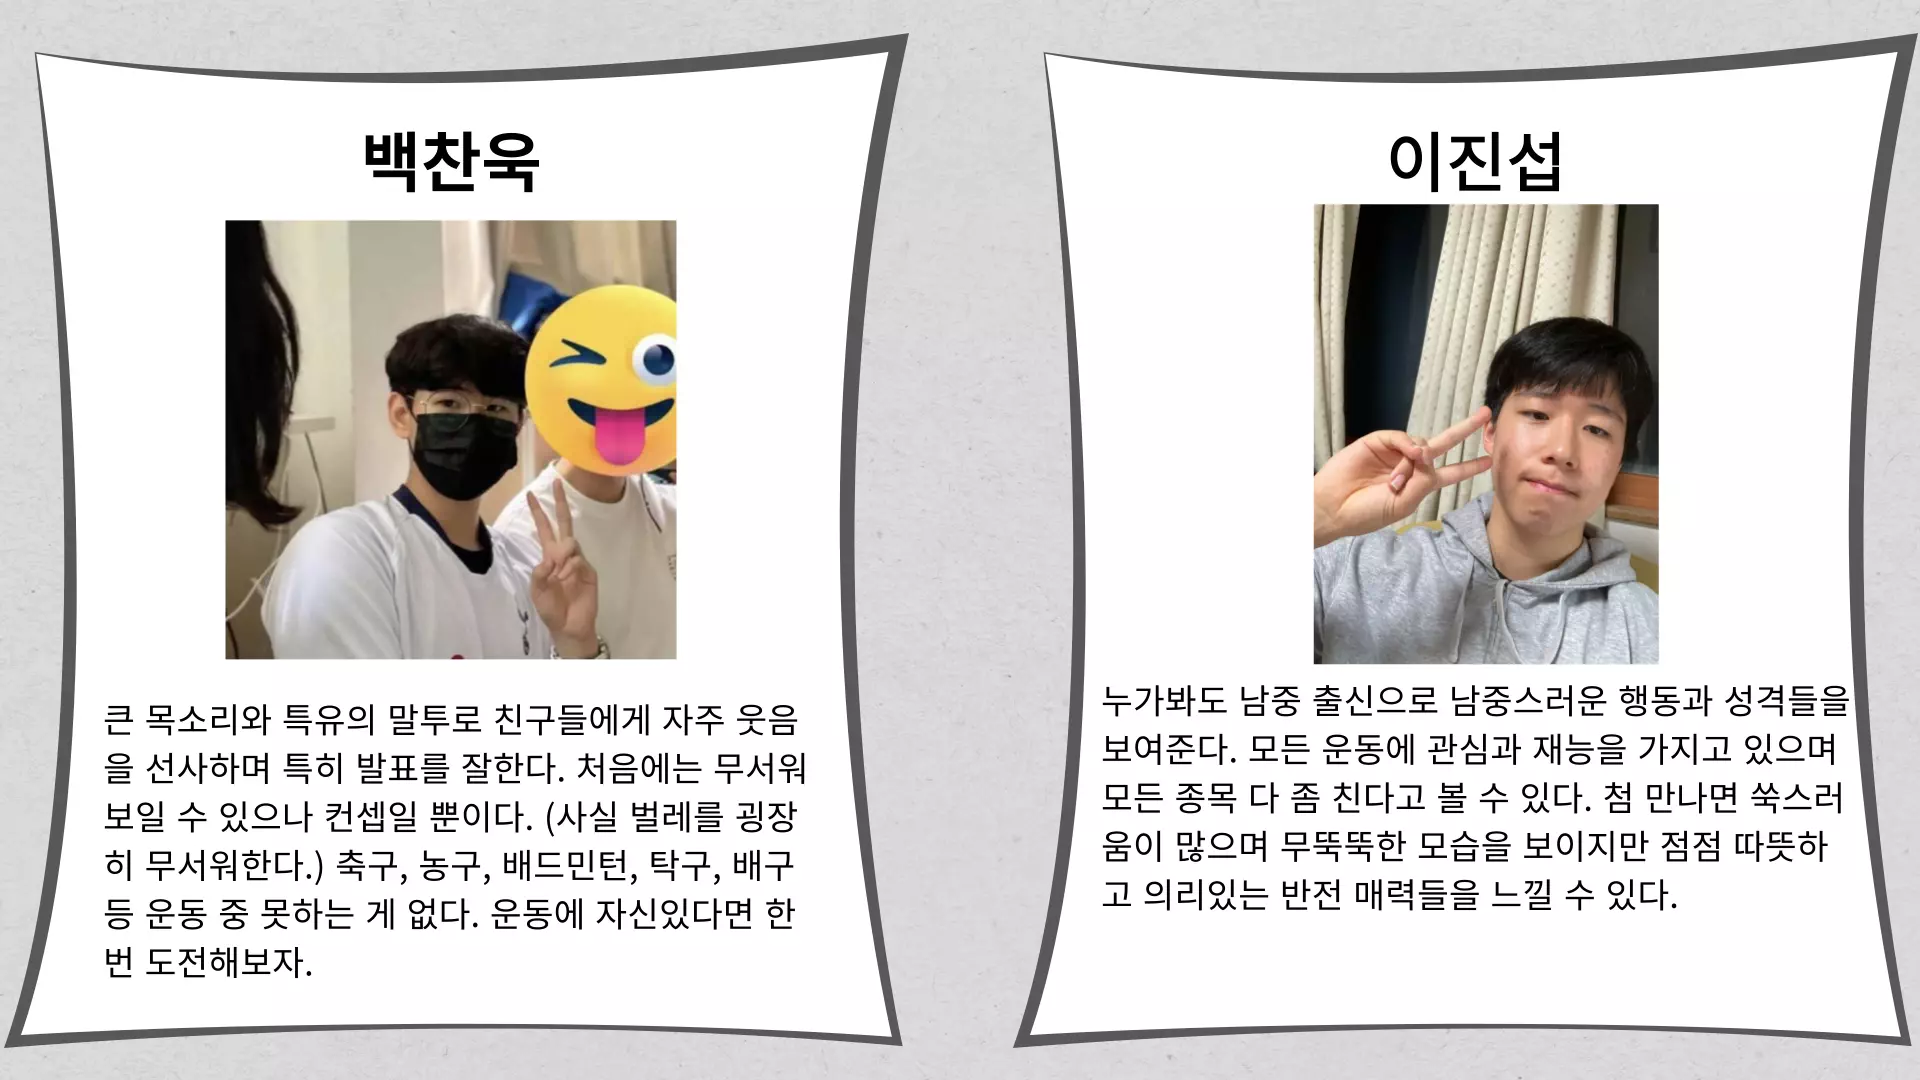 백찬욱
큰 목소리와 특유의 말투로 친구들에게 자주 웃음
을 선사하며 특히 발표를 잘한다. 처음에는 무서워
보일 수 있으나 컨셉일 뿐이다. (사실 벌레를 굉장
히 무서워한다.) 축구, 농구, 배드민턴, 탁구, 배구
등 운동 중 못하는 게 없다. 운동에 자신있다면 한
번 도전해보자.
이진섭
누가봐도 남중 출신으로 남중스러운 행동과 성격들을
보여준다. 모든 운동에 관심과 재능을 가지고 있으며
모든 종목 다 좀 친다고 볼 수 있다. 첨 만나면 쑥스러
움이 많으며 무뚝뚝한 모습을 보이지만 점점 따뜻하
고 의리있는 반전 매력들을 느낄 수 있다.